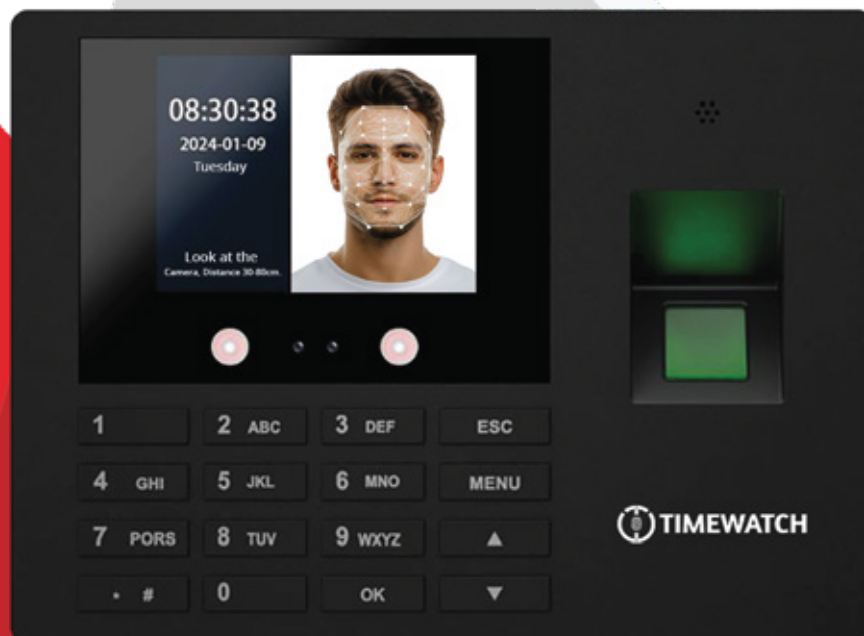 08:30:38
2024-01-09
Tuesday
Look at the
Camera, Distance 30-80cm.
1
2 ABC
3 DEF
ESC
4 GHI
5 JKL
6 MNO
MENU
7 PORS
8 TUV
9 WXYZ
▲
* #
0
OK
▼
TIMEWATCH